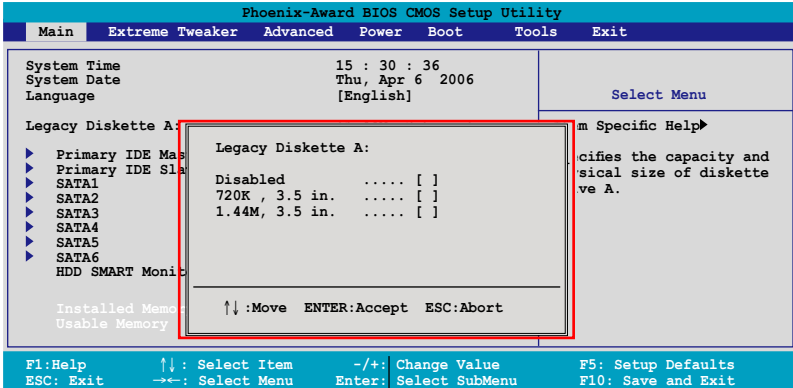 Phoenix-Award BIOS CMOS Setup Utility
Main Extreme Tweaker Advanced Power Boot Tools Exit
System Time 15 : 30 : 36
System Date Thu, Apr 6 2006
Language [English]
Select Menu
Legacy Diskette A:
m Specific Help
Primary IDE Mas
ecifies the capacity and
Primary IDE Sla
sical size of diskette
SATA1
ve A.
SATA2
SATA3
SATA4
SATA5
SATA6
HDD SMART Monit
Installed Memo
Usable Memory
Legacy Diskette A:
Disabled ..... [ ]
720K , 3.5 in. ..... [ ]
1.44M, 3.5 in. ..... [ ]
↑↓ :Move ENTER:Accept ESC:Abort
F1:Help ↑↓ : Select Item -/+: Change Value F5: Setup Defaults
ESC: Exit →←: Select Menu Enter: Select SubMenu F10: Save and Exit